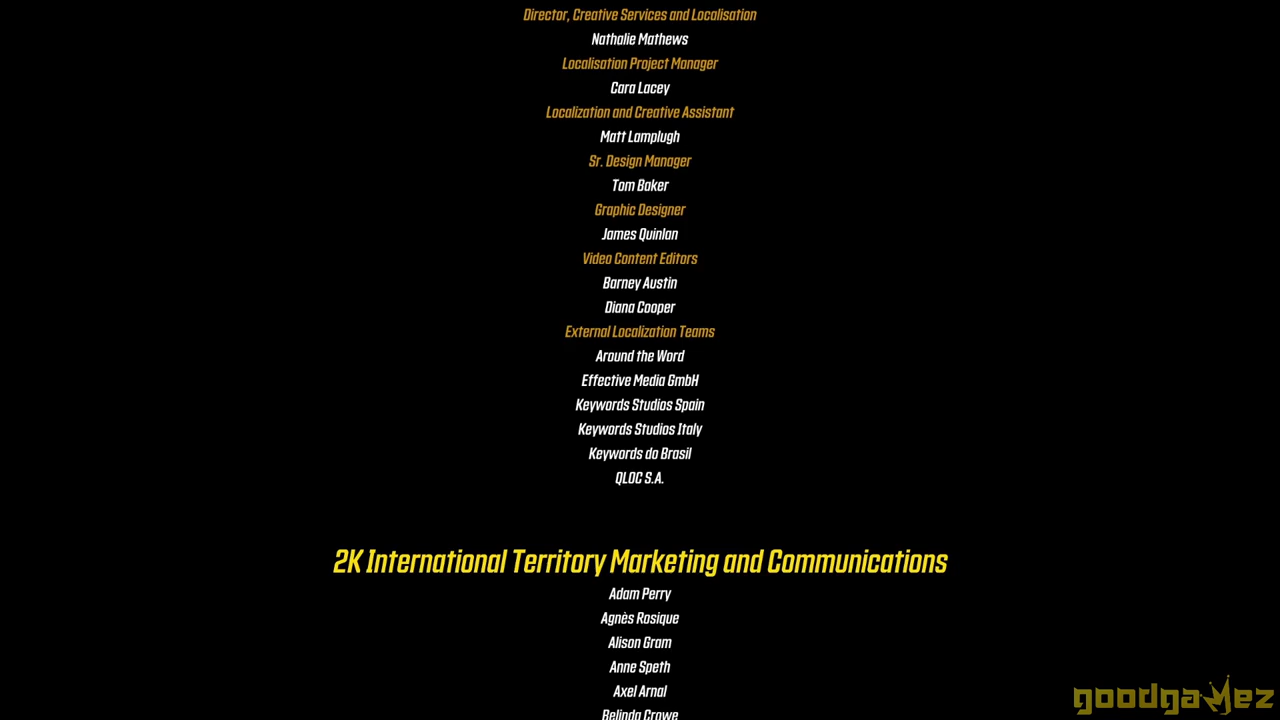 Director, Creative Services and Localisation
Nathalie Mathews
Localisation Project Manager
Cara Lacey
Localization and Creative Assistant
Matt Lamplugh
Sr. Design Manager
Tom Baker
Graphic Designer
James Quinlan
Video Content Editors
Barney Austin
Diana Cooper
External Localization Teams
Around the Word
Effective Media GmbH
Keywords Studios Spain
Keywords Studios Italy
Keywords do Brasil
QLOC S.A.
2K International Territory Marketing and Communications
Adam Perry
Agnès Rosique
Alison Gram
Anne Speth
Axel Arnal
Belinda Crowe
goodgamez